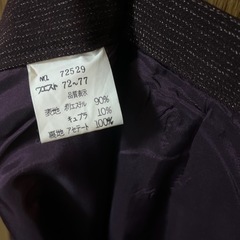 NO. 72529
ウエスト 72~77
品質表示
表地 ポリエステル 90%
キュプラ 10%
裏地 アセテート 100%